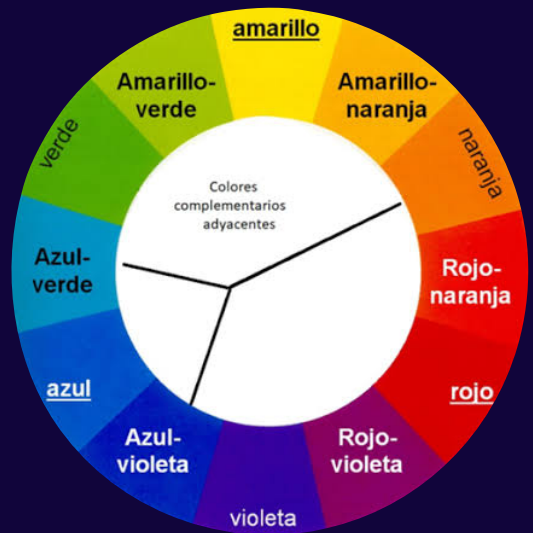 amarillo
Amarillo-
verde
Amarillo-
naranja
verde
naranja
Colores
complementarios
adyacentes
Azul-
verde
Rojo-
naranja
azul
rojo
Azul-
violeta
Rojo-
violeta
violeta